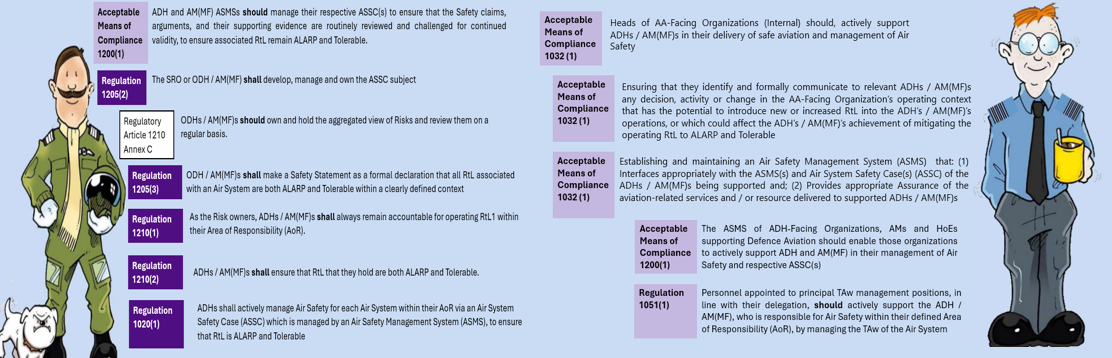 Acceptable
Means of
Compliance
1200(1)
ADH and AM(MF) ASMSs should manage their respective ASSC(s) to ensure that the Safety claims,
arguments, and their supporting evidence are routinely reviewed and challenged for continued
validity, to ensure associated RtL remain ALARP and Tolerable.
Regulation
1205(2)
The SRO or ODH / AM(MF) shall develop, manage and own the ASSC subject
Regulatory
Article 1210
Annex C
ODHs / AM(MF)s should own and hold the aggregated view of Risks and review them on a
regular basis.
Regulation
1205(3)
ODH / AM(MF)s shall make a Safety Statement as a formal declaration that all RtL associated
with an Air System are both ALARP and Tolerable within a clearly defined context
Regulation
1210(1)
As the Risk owners, ADHs / AM(MF)s shall always remain accountable for operating RtL1 within
their Area of Responsibility (AoR).
Regulation
1210(2)
ADHs / AM(MF)s shall ensure that RtL that they hold are both ALARP and Tolerable.
Regulation
1020(1)
ADHs shall actively manage Air Safety for each Air System within their AoR via an Air System
Safety Case (ASSC) which is managed by an Air Safety Management System (ASMS), to ensure
that RtL is ALARP and Tolerable
Acceptable
Means of
Compliance
1032 (1)
Heads of AA-Facing Organizations (Internal) should, actively support
ADHs / AM(MF)s in their delivery of safe aviation and management of Air
Safety
Acceptable
Means of
Compliance
1032 (1)
Ensuring that they identify and formally communicate to relevant ADHs / AM(MF)s
any decision, activity or change in the AA-Facing Organization's operating context
that has the potential to introduce new or increased RtL into the ADH's / AM(MF)'s
operations, or which could affect the ADH's / AM(MF)'s achievement of mitigating the
operating RtL to ALARP and Tolerable
Acceptable
Means of
Compliance
1032 (1)
Establishing and maintaining an Air Safety Management System (ASMS) that: (1)
Interfaces appropriately with the ASMS(s) and Air System Safety Case(s) (ASSC) of the
ADHs / AM(MF)s being supported and; (2) Provides appropriate Assurance of the
aviation-related services and / or resource delivered to supported ADHs / AM(MF)s
Acceptable
Means of
Compliance
1200(1)
The ASMS of ADH-Facing Organizations, AMs and HoEs
supporting Defence Aviation should enable those organizations
to actively support ADH and AM(MF) in their management of Air
Safety and respective ASSC(s)
Regulation
1051(1)
Personnel appointed to principal TAw management positions, in
line with their delegation, should actively support the ADH /
AM(MF), who is responsible for Air Safety within their defined Area
of Responsibility (AoR), by managing the TAw of the Air System